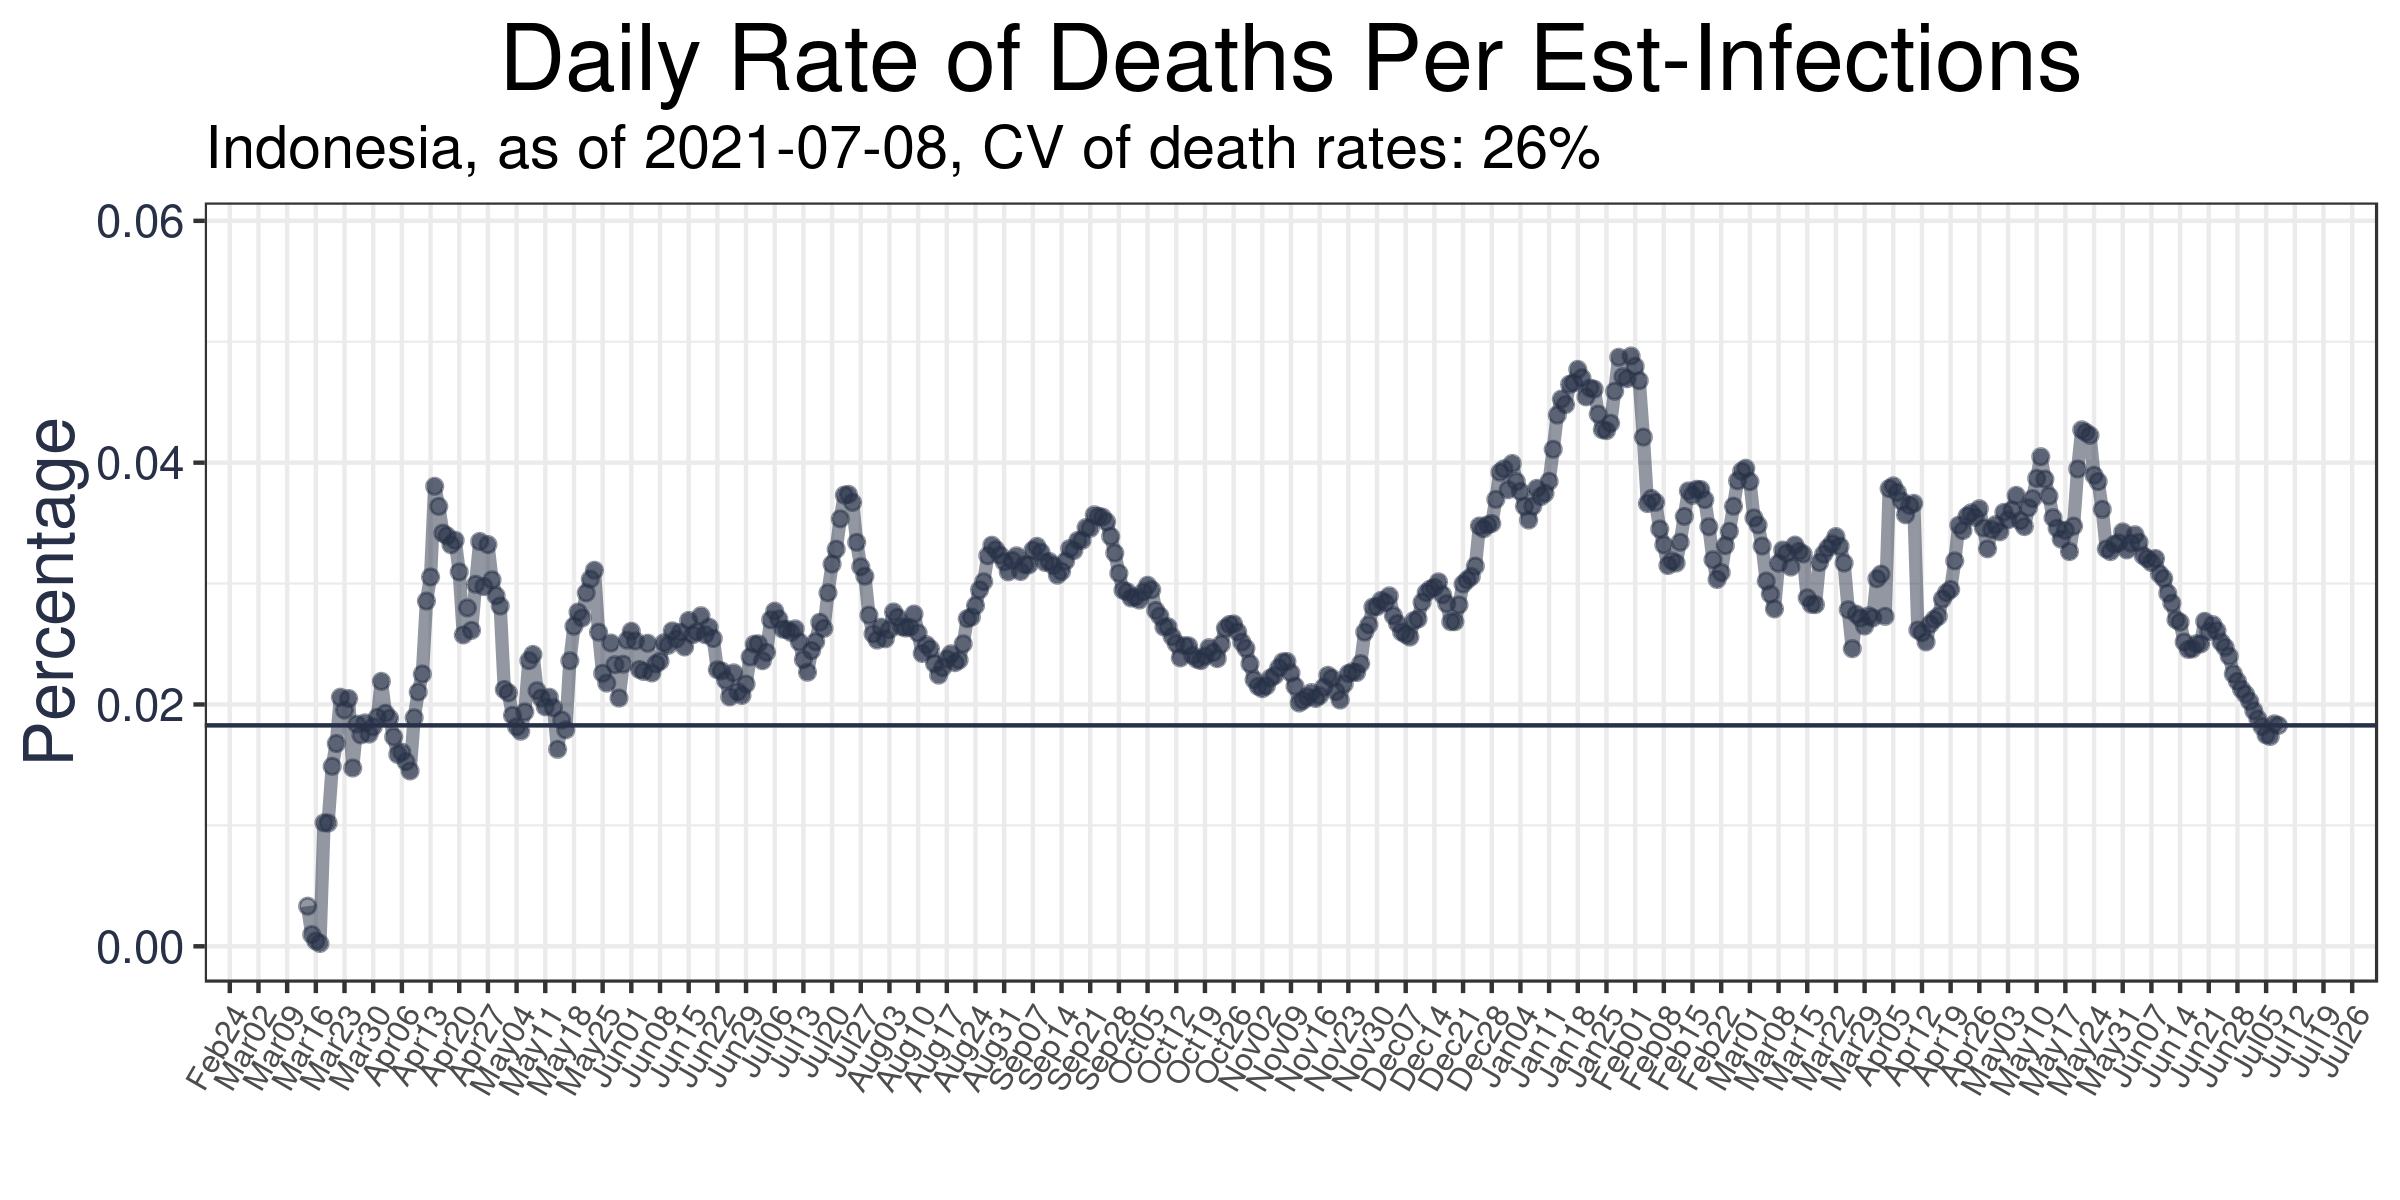 Daily Rate of Deaths Per Est-Infections
Indonesia, as of 2021-07-08, CV of death rates: 26%
Percentage
0.06
0.04
0.02
0.00
Feb24
Mar02
Mar09
Mar16
Mar23
Mar30
Apr06
Apr13
Apr20
Apr27
May04
May11
May18
May25
Jun01
Jun08
Jun15
Jun22
Jun29
Jul06
Jul13
Jul20
Jul27
Aug03
Aug10
Aug17
Aug24
Aug31
Sep07
Sep14
Sep21
Sep28
Oct05
Oct12
Oct19
Oct26
Nov02
Nov09
Nov16
Nov23
Nov30
Dec07
Dec14
Dec21
Dec28
Jan04
Jan11
Jan18
Jan25
Feb01
Feb08
Feb15
Feb22
Mar01
Mar08
Mar15
Mar22
Mar29
Apr05
Apr12
Apr19
Apr26
May03
May10
May17
May24
May31
Jun07
Jun14
Jun21
Jun28
Jul05
Jul12
Jul19
Jul26